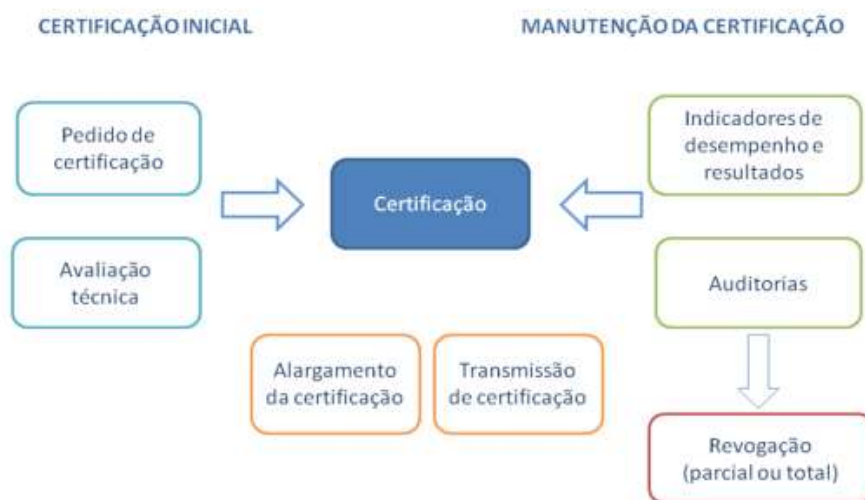 CERTIFICAÇÃO INICIAL
MANUTENÇÃO DA CERTIFICAÇÃO
Pedido de
certificação
Indicadores de
desempenho e
resultados
Certificação
Avaliação
técnica
Auditorias
Alargamento
da certificação
Transmissão
de certificação
Revogação
(parcial ou total)